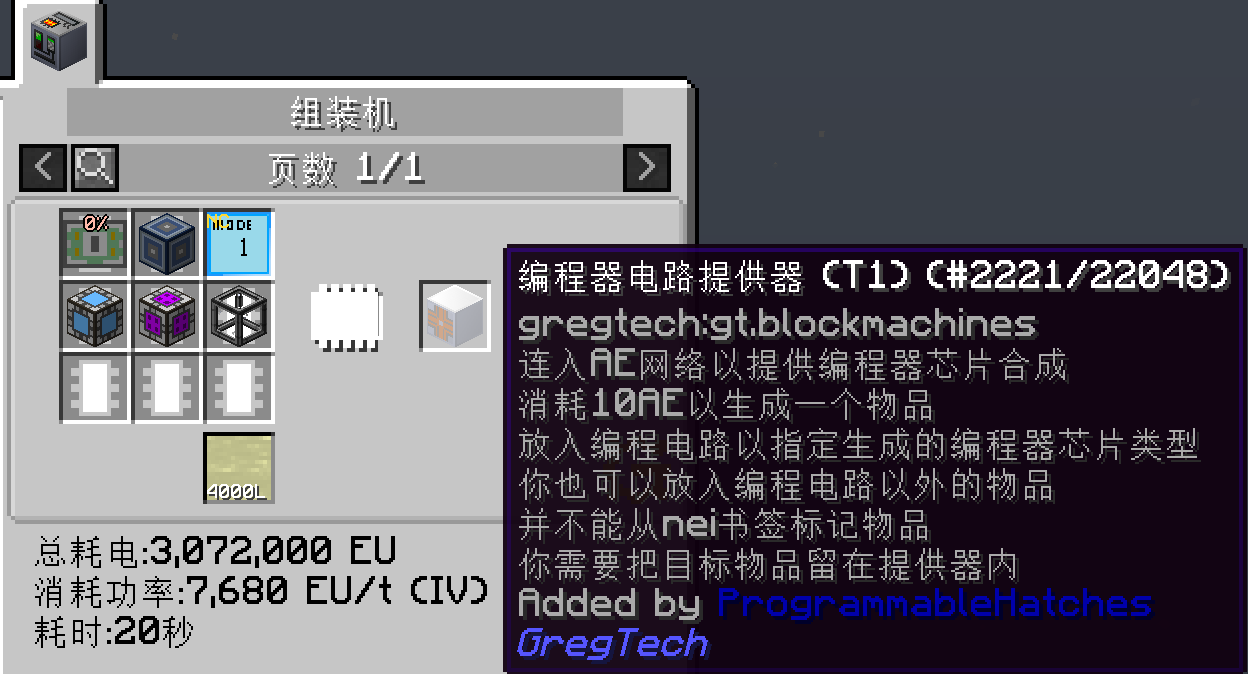 组装机
页数 1/1
0%
NC
MODE
1
4000L
总耗电:3,072,000 EU
消耗功率:7,680 EU/t (IV)
耗时:20秒
编程器电路提供器 (T1) (#2221/22048)
gregtech:gt.blockmachines
连入AE网络以提供编程器芯片合成
消耗10AE以生成一个物品
放入编程电路以指定生成的编程器芯片类型
你也可以放入编程电路以外的物品
并不能从nei书签标记物品
你需要把目标物品留在提供器内
Added by ProgrammableHatches
GregTech